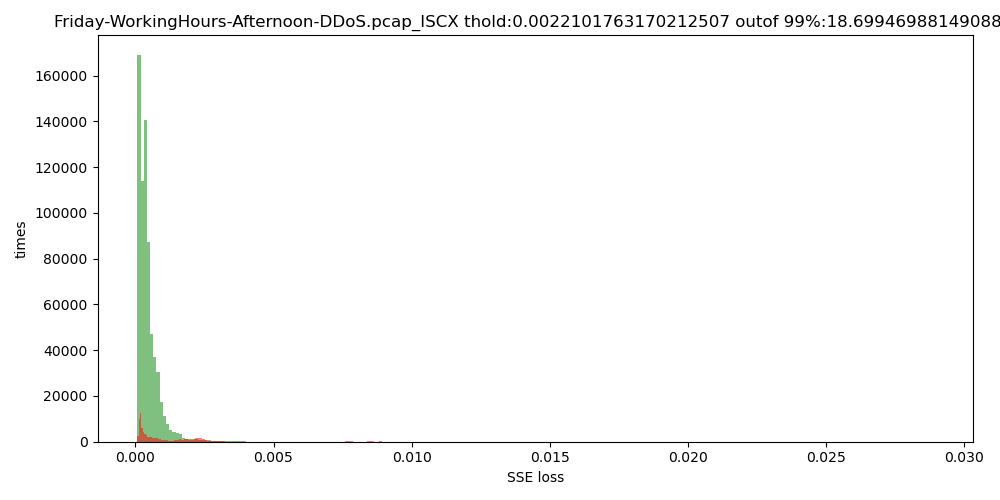 Friday-WorkingHours-Afternoon-DDoS.pcap_ISCX thold:0.0022101763170212507 outof 99%:18.69946988149088
160000
140000
120000
100000
80000
60000
40000
20000
0
times
0.000 0.005 0.010 0.015 0.020 0.025 0.030
SSE loss